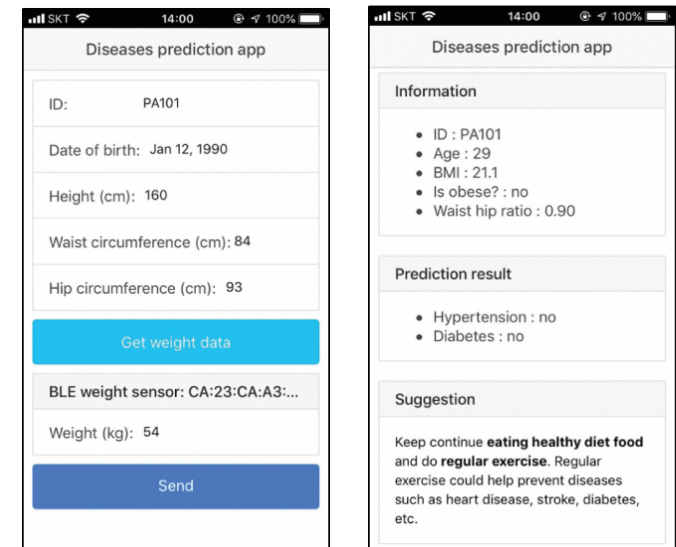 SKT 14:00 100%
Diseases prediction app
ID: PA101
Date of birth: Jan 12, 1990
Height (cm): 160
Waist circumference (cm): 84
Hip circumference (cm): 93
Get weight data
BLE weight sensor: CA:23:CA:A3:...
Weight (kg): 54
Send
SKT 14:00 100%
Diseases prediction app
Information
• ID : PA101
• Age : 29
• BMI : 21.1
• Is obese? : no
• Waist hip ratio : 0.90
Prediction result
• Hypertension : no
• Diabetes : no
Suggestion
Keep continue eating healthy diet food
and do regular exercise. Regular
exercise could help prevent diseases
such as heart disease, stroke, diabetes,
etc.